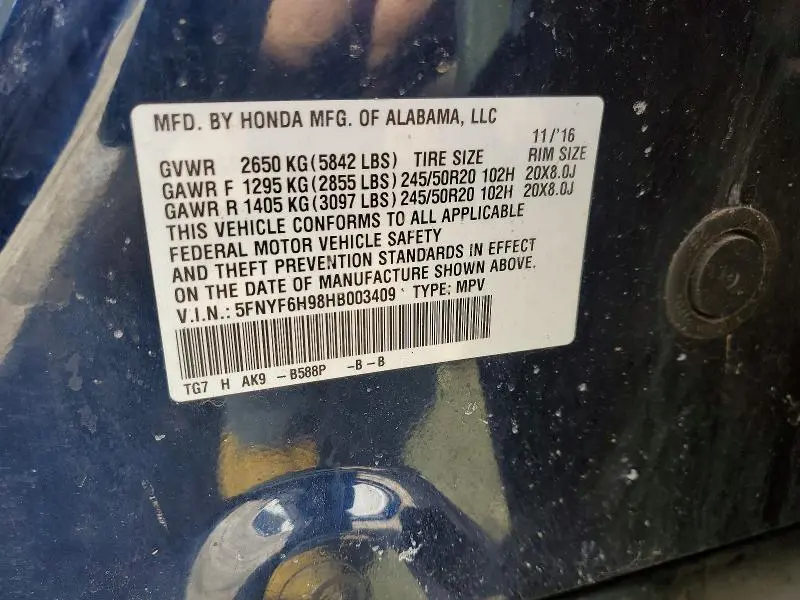 MFD. BY HONDA MFG. OF ALABAMA, LLC
11/'16
GVWR 2650 KG(5842 LBS) TIRE SIZE RIM SIZE
GAWR F 1295 KG(2855 LBS) 245/50R20 102H 20X8.0J
GAWR R 1405 KG(3097 LBS) 245/50R20 102H 20X8.0J
THIS VEHICLE CONFORMS TO ALL APPLICABLE
FEDERAL MOTOR VEHICLE SAFETY
AND THEFT PREVENTION STANDARDS IN EFFECT
ON THE DATE OF MANUFACTURE SHOWN ABOVE.
V.I.N.: 5FNYF6H98HB003409 TYPE: MPV
TG7 H AK9 -B588P -B-B